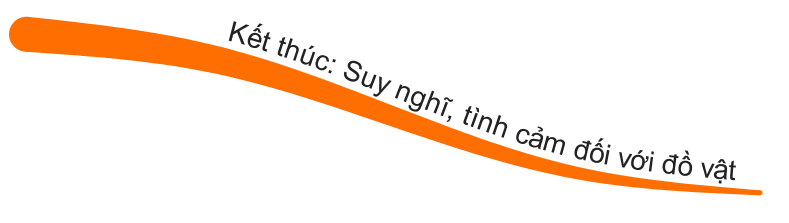 Kết thúc: Suy nghĩ, tình cảm đối với đồ vật